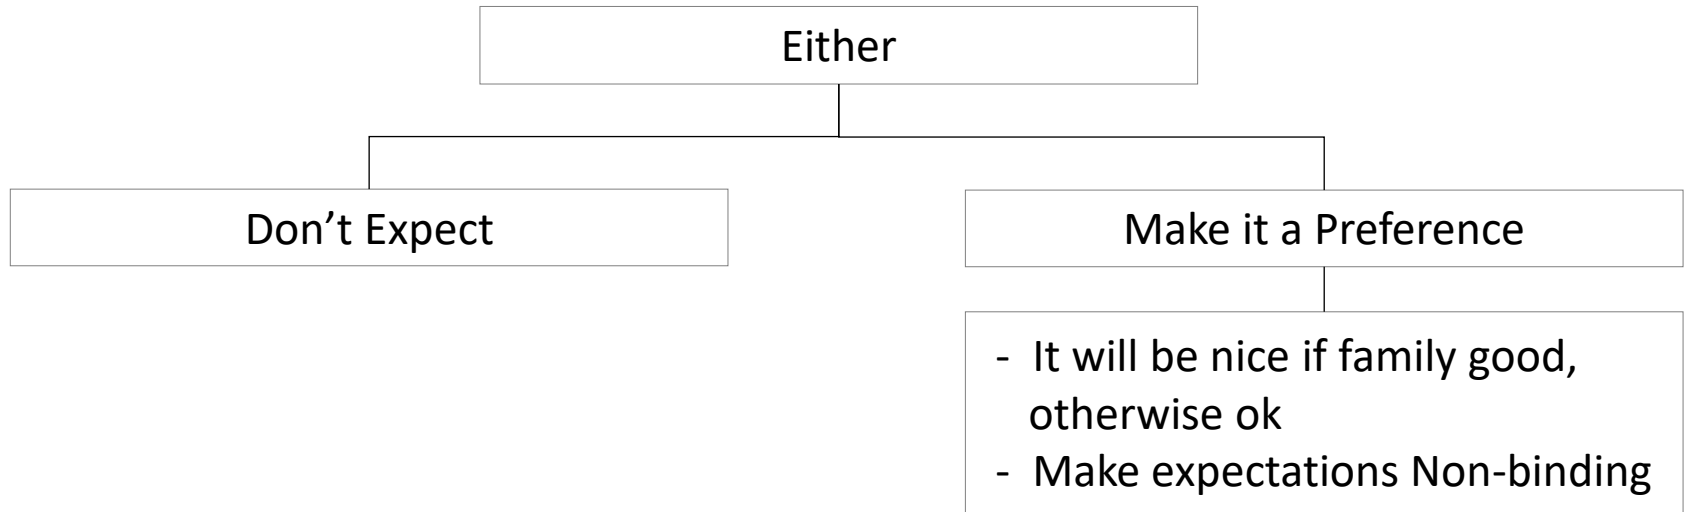 Either
Don’t Expect
Make it a Preference
- It will be nice if family good,
otherwise ok
- Make expectations Non-binding